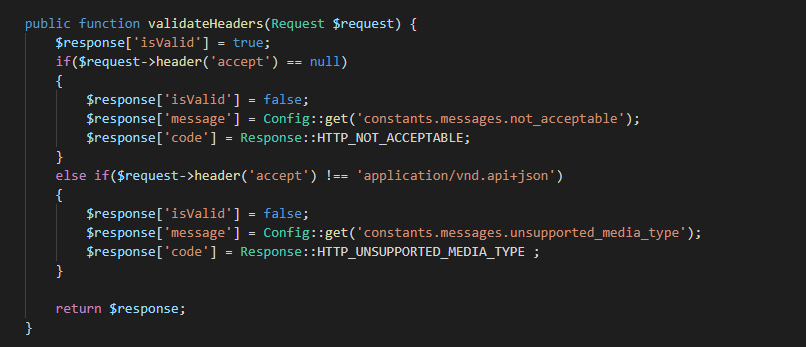 public function validateHeaders(Request $request) {
    $response['isValid'] = true;
    if($request->header('accept') == null)
    {
        $response['isValid'] = false;
        $response['message'] = Config::get('constants.messages.not_acceptable');
        $response['code'] = Response::HTTP_NOT_ACCEPTABLE;
    }
    else if($request->header('accept') !== 'application/vnd.api+json')
    {
        $response['isValid'] = false;
        $response['message'] = Config::get('constants.messages.unsupported_media_type');
        $response['code'] = Response::HTTP_UNSUPPORTED_MEDIA_TYPE ;
    }

    return $response;
}